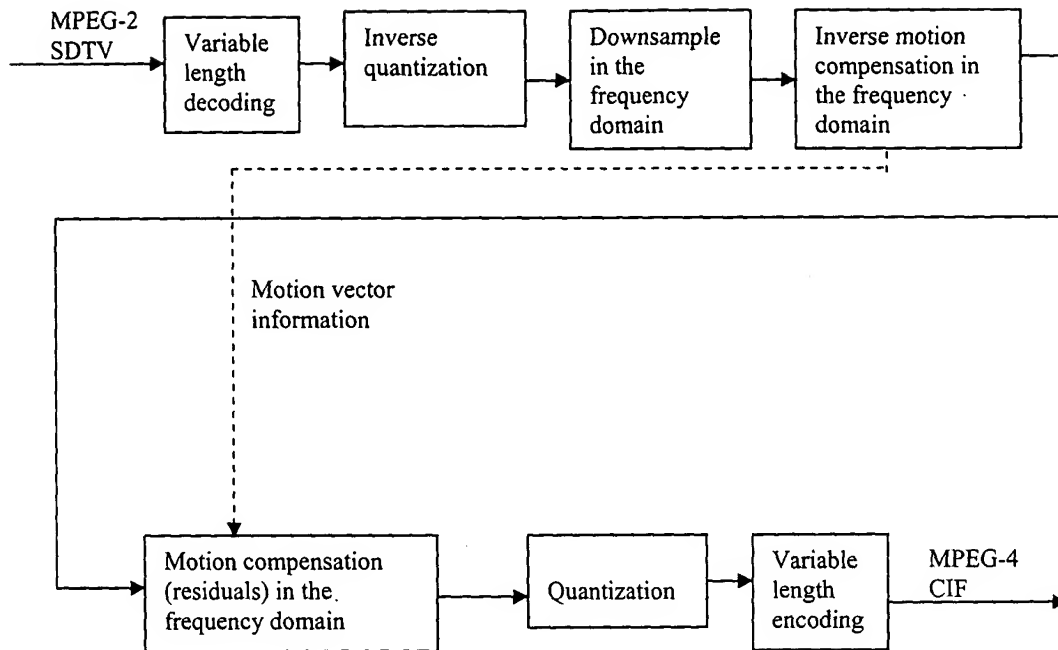 MPEG-2
SDTV
Variable
length
decoding
Inverse
quantization
Downsample
in the
frequency
domain
Inverse motion
compensation in
the frequency
domain
Motion vector
information
Motion compensation
(residuals) in the
frequency domain
Quantization
Variable
length
encoding
MPEG-4
CIF